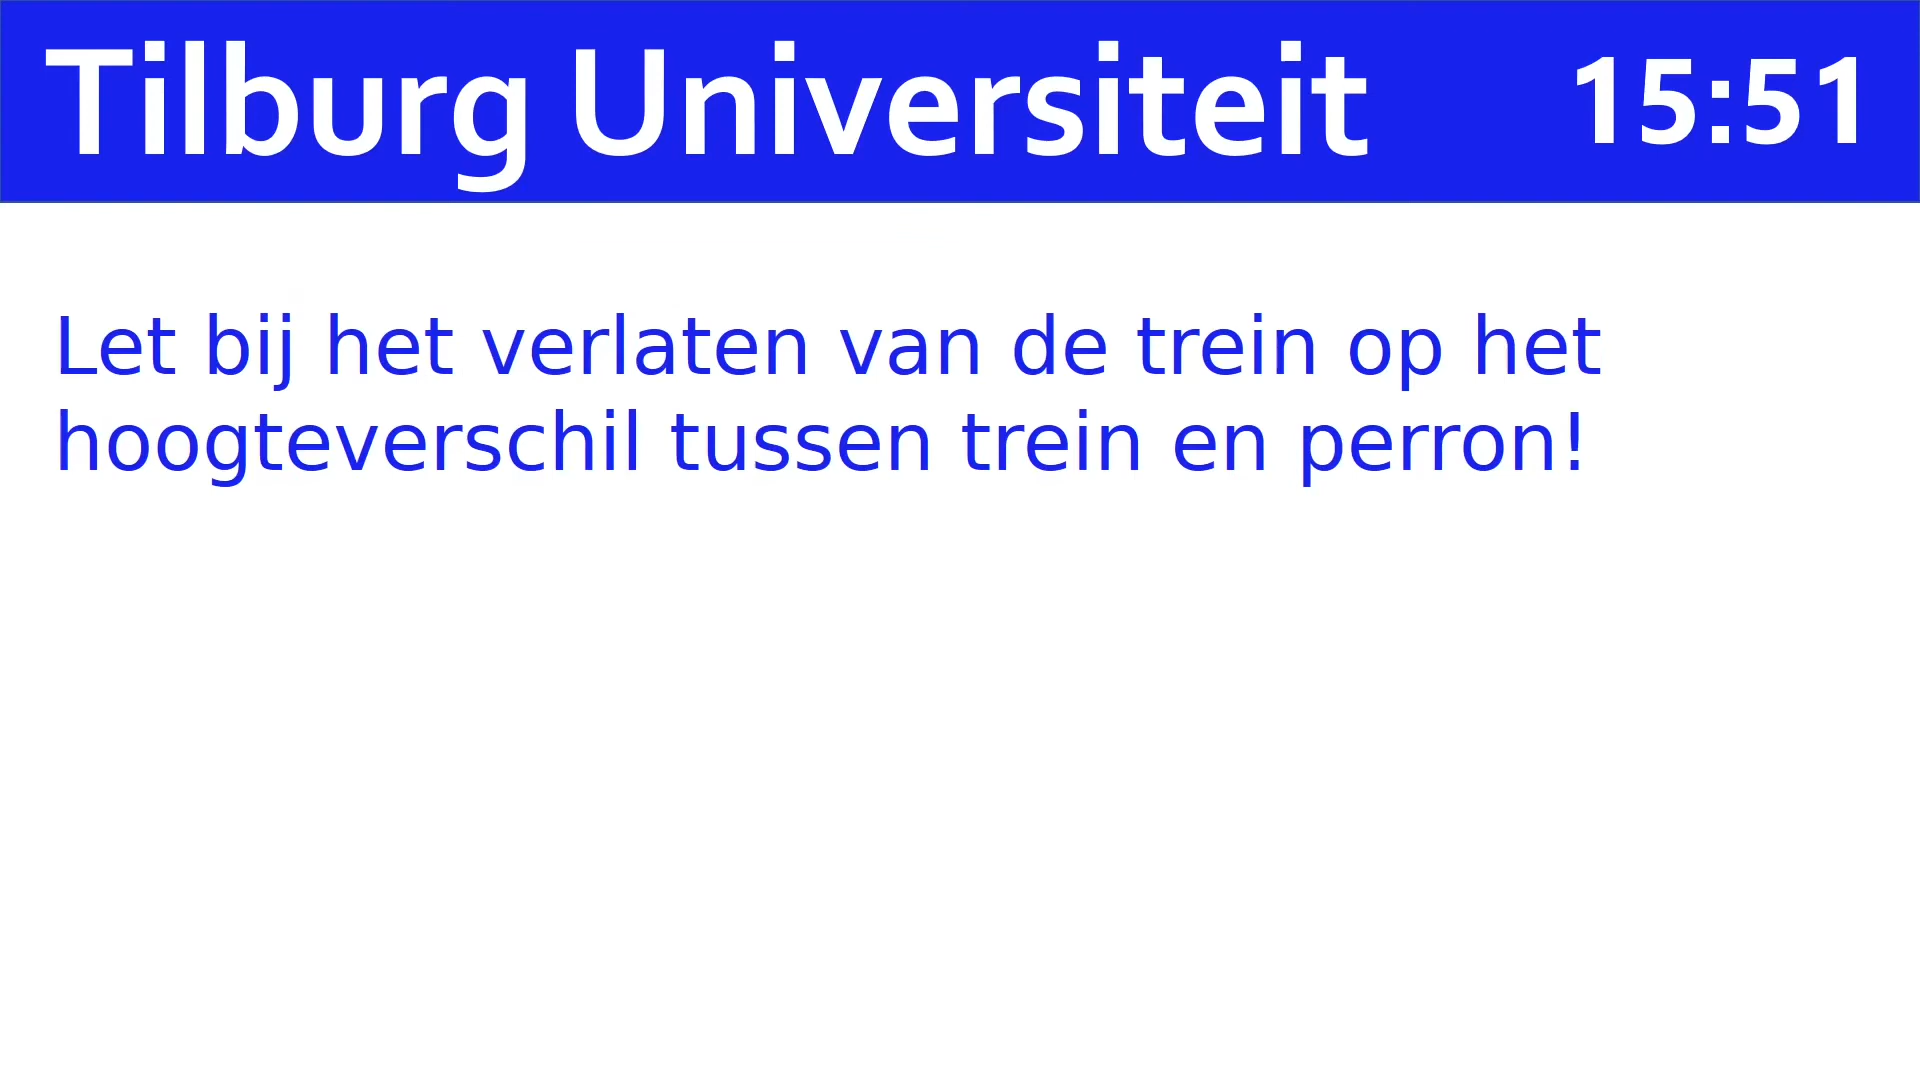 Tilburg Universiteit 15:51
Let bij het verlaten van de trein op het
hoogteverschil tussen trein en perron!